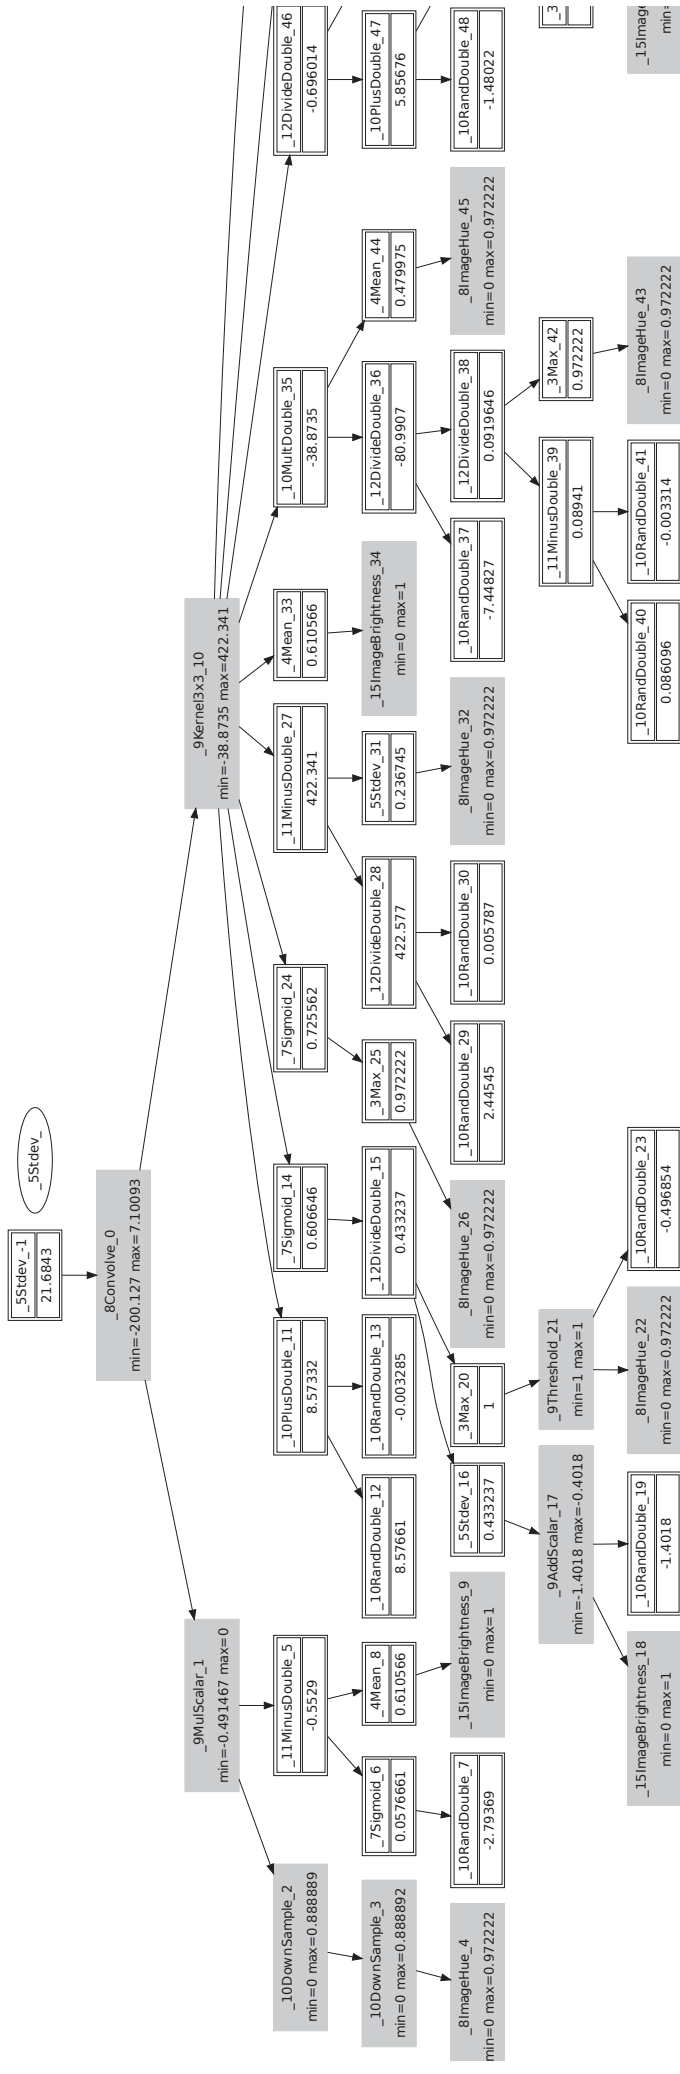 _5Stdev_
_5Stdev_-1
21.6843
_8Convolve_0
min=-200.127 max=7.10093
_9MulScalar_1
min=-0.491467 max=0
_9Kernel3x3_10
min=-38.8735 max=422.341
_10DownSample_2
min=0 max=0.888889
_11MinusDouble_5
-0.5529
_10PlusDouble_11
8.57332
_7Sigmoid_14
0.606646
_7Sigmoid_24
0.725562
_11MinusDouble_27
422.341
_4Mean_33
0.610566
_10MultDouble_35
-38.8735
_12DivideDouble_46
-0.696014
_10DownSample_3
min=0 max=0.888892
_7Sigmoid_6
0.0576661
_4Mean_8
0.610566
_10RandDouble_12
8.57661
_10RandDouble_13
-0.003285
_12DivideDouble_15
0.433237
_3Max_25
0.972222
_12DivideDouble_28
422.577
_5Stdev_31
0.236745
_15ImageBrightness_34
min=0 max=1
_12DivideDouble_36
-80.9907
_4Mean_44
0.479975
_10PlusDouble_47
5.85676
_8ImageHue_4
min=0 max=0.972222
_10RandDouble_7
-2.79369
_15ImageBrightness_9
min=0 max=1
_5Stdev_16
0.433237
_3Max_20
1
_8ImageHue_26
min=0 max=0.972222
_10RandDouble_29
2.44545
_10RandDouble_30
0.005787
_8ImageHue_32
min=0 max=0.972222
_10RandDouble_37
-7.44827
_12DivideDouble_38
0.0919646
_8ImageHue_45
min=0 max=0.972222
_10RandDouble_48
-1.48022
_9AddScalar_17
min=-1.4018 max=-0.4018
_9Threshold_21
min=1 max=1
_11MinusDouble_39
0.08941
_3Max_42
0.972222
_3
_15ImageBrightness_18
min=0 max=1
_10RandDouble_19
-1.4018
_8ImageHue_22
min=0 max=0.972222
_10RandDouble_23
-0.496854
_10RandDouble_40
0.086096
_10RandDouble_41
-0.003314
_8ImageHue_43
min=0 max=0.972222
_15Image
min=